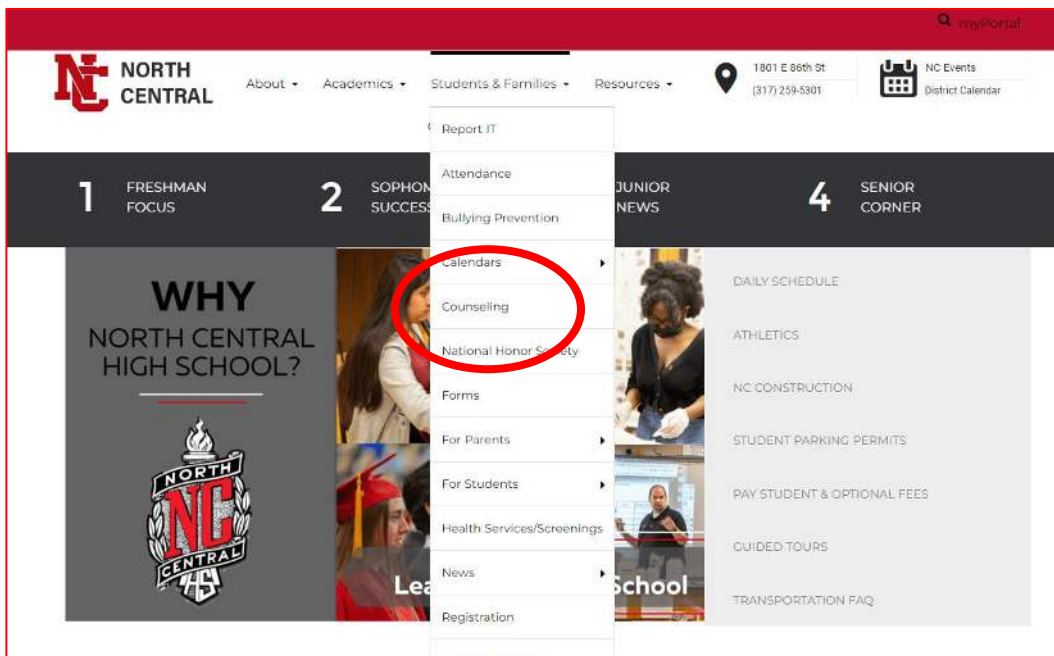 myPortal
NORTH
CENTRAL
About
Academics
Students & Families
Resources
1801 E 86th St
(317) 259-5301
NC Events
District Calendar
Report IT
Attendance
Bullying Prevention
Calendars
Counseling
National Honor Society
Forms
For Parents
For Students
Health Services/Screenings
News
Registration
1
FRESHMAN
FOCUS
2
SOPHOM
SUCCESS
JUNIOR
NEWS
4
SENIOR
CORNER
WHY
NORTH CENTRAL
HIGH SCHOOL?
NORTH
NC
CENTRAL
HS
Lea
School
DAILY SCHEDULE
ATHLETICS
NC CONSTRUCTION
STUDENT PARKING PERMITS
PAY STUDENT & OPTIONAL FEES
GUIDED TOURS
TRANSPORTATION FAQ